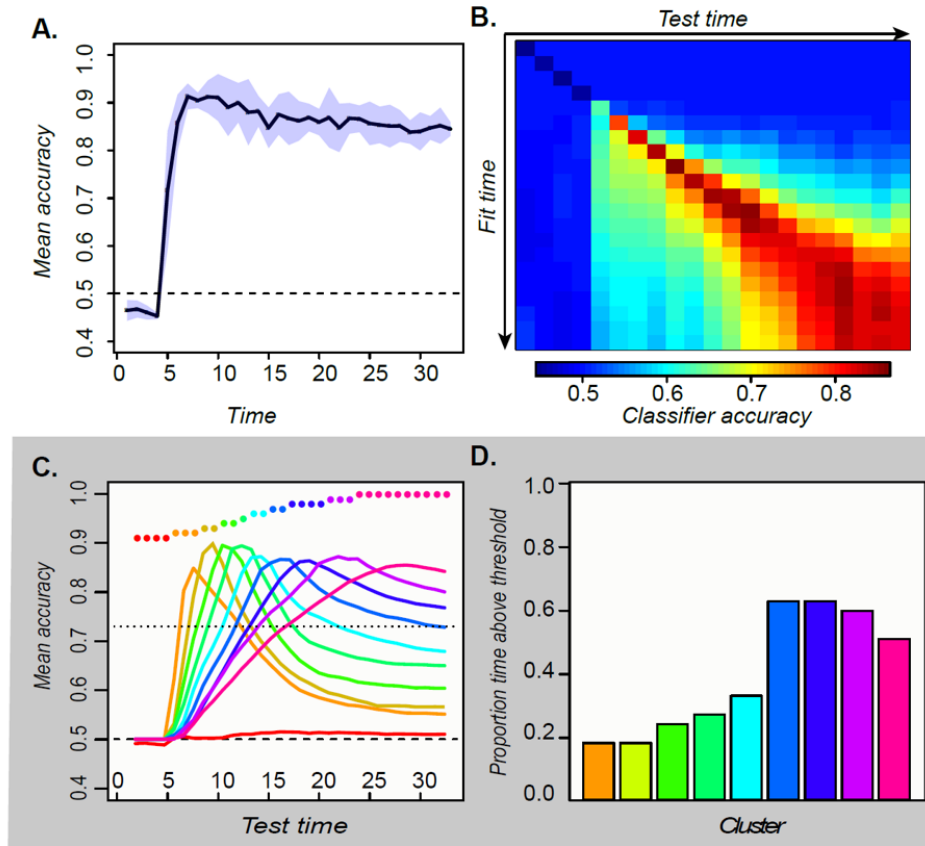 A.
Mean accuracy
1.0
0.9
0.8
0.7
0.6
0.5
0.4
0 5 10 15 20 25 30
Time
B.
Test time
Fit time
0.5 0.6 0.7 0.8
Classifier accuracy
C.
Mean accuracy
1.0
0.9
0.8
0.7
0.6
0.5
0.4
0 5 10 15 20 25 30
Test time
D.
Proportion time above threshold
1.0
0.8
0.6
0.4
0.2
0.0
Cluster